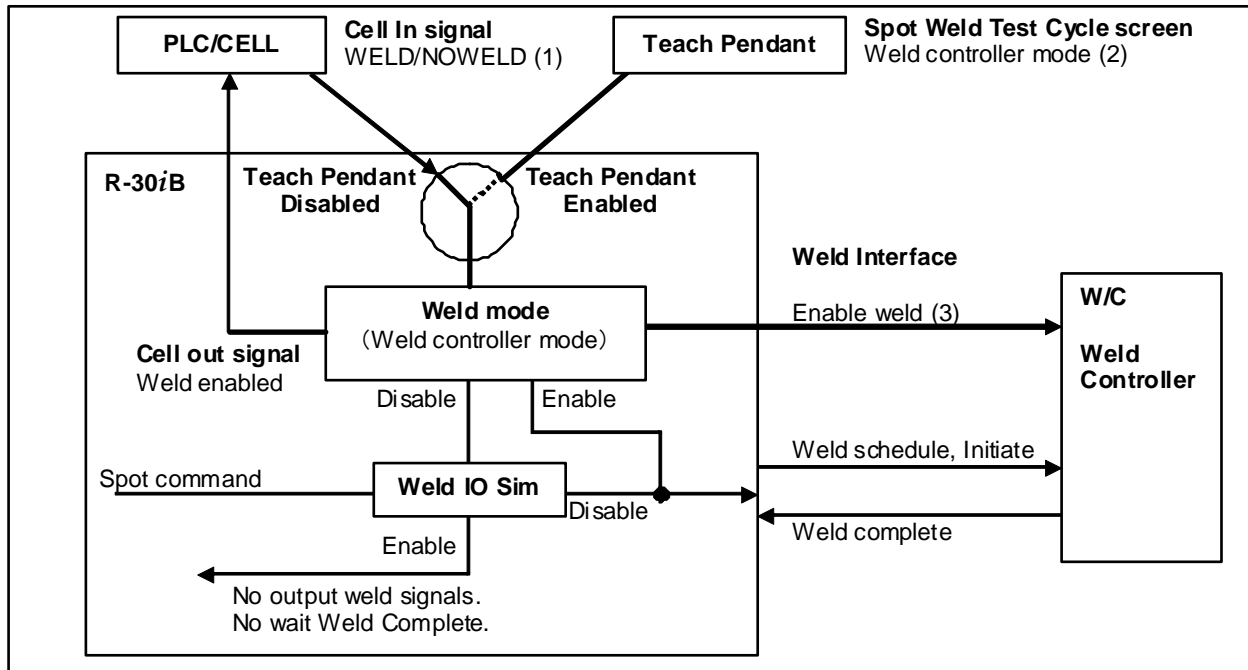 PLC/CELL
Cell In signal
WELD/NOWELD (1)
Teach Pendant
Spot Weld Test Cycle screen
Weld controller mode (2)
R-30iB
Teach Pendant
Disabled
Teach Pendant
Enabled
Weld mode
(Weld controller mode)
Cell out signal
Weld enabled
Weld Interface
Enable weld (3)
W/C
Weld
Controller
Disable
Enable
Weld schedule, Initiate
Spot command
Weld IO Sim
Disable
Weld complete
Enable
No output weld signals.
No wait Weld Complete.